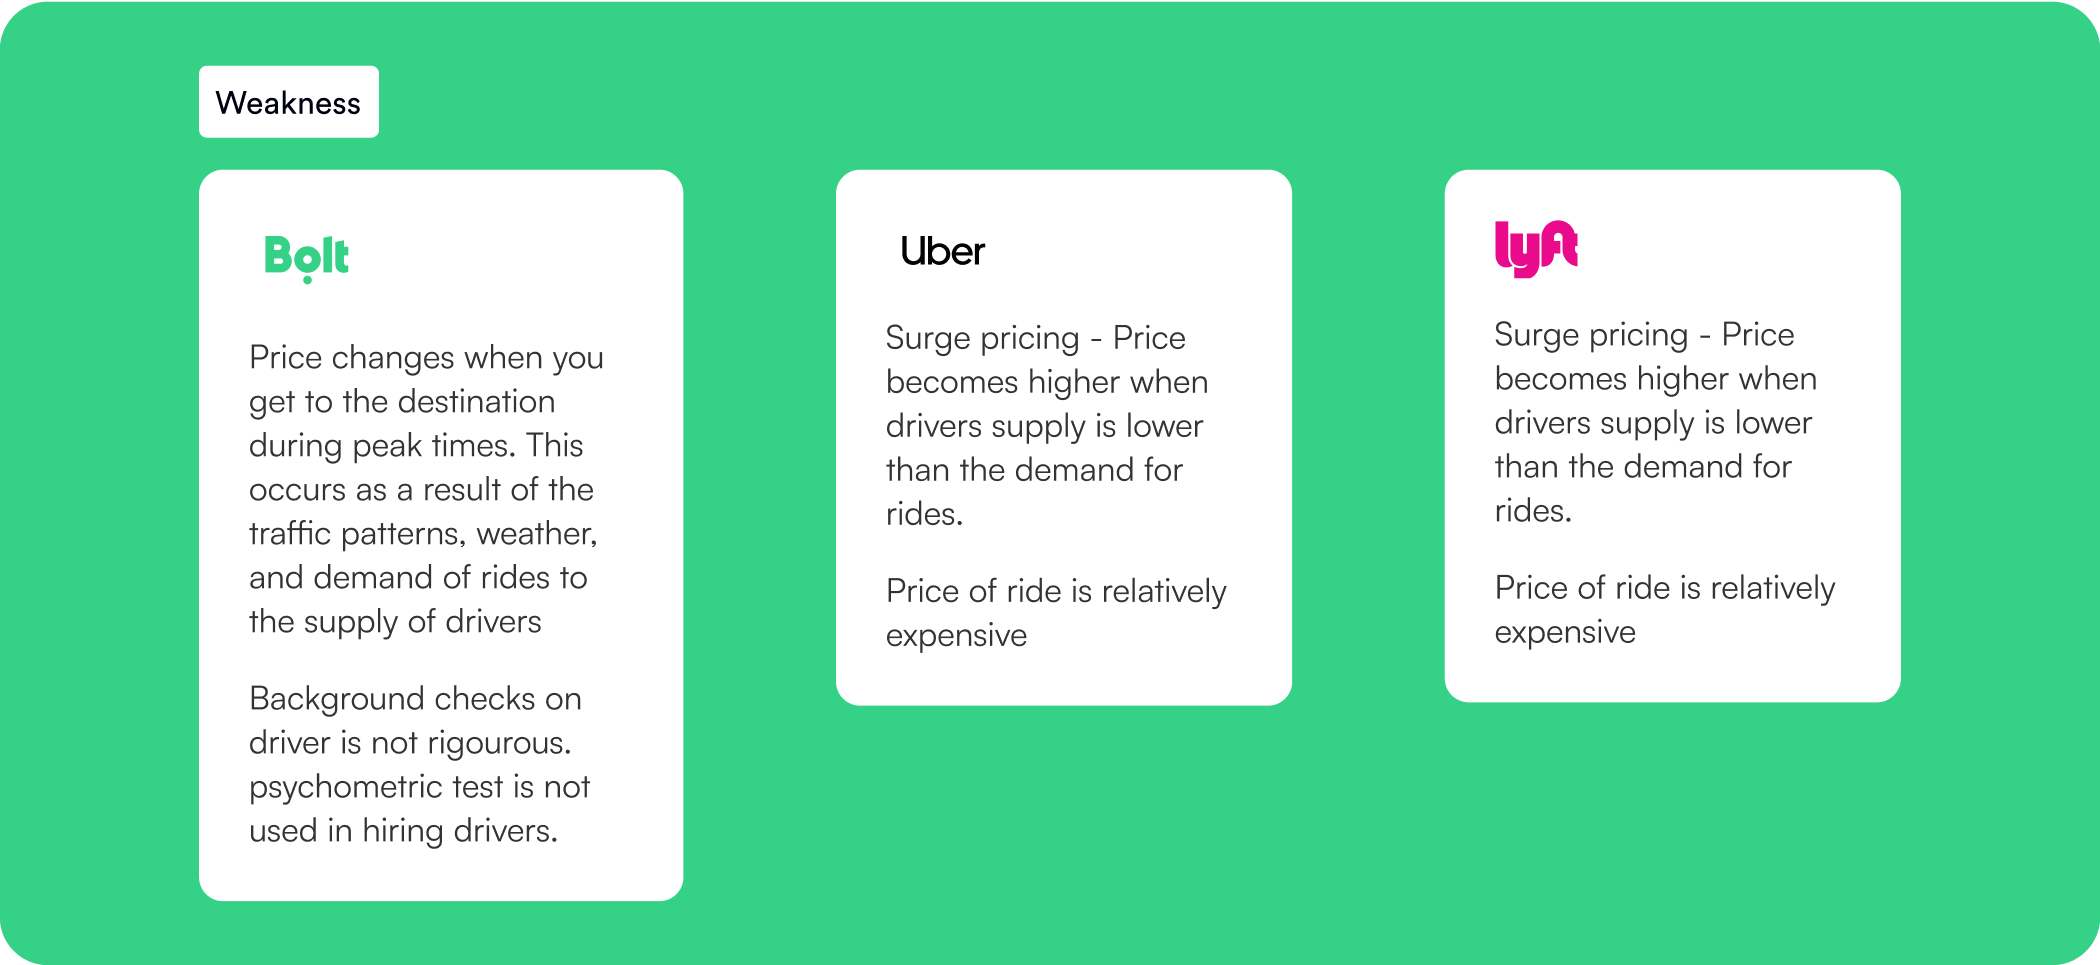 Weakness
Bolt
Price changes when you
get to the destination
during peak times. This
occurs as a result of the
traffic patterns, weather,
and demand of rides to
the supply of drivers
Background checks on
driver is not rigourous.
psychometric test is not
used in hiring drivers.
Uber
Surge pricing - Price
becomes higher when
drivers supply is lower
than the demand for
rides.
Price of ride is relatively
expensive
lyft
Surge pricing - Price
becomes higher when
drivers supply is lower
than the demand for
rides.
Price of ride is relatively
expensive